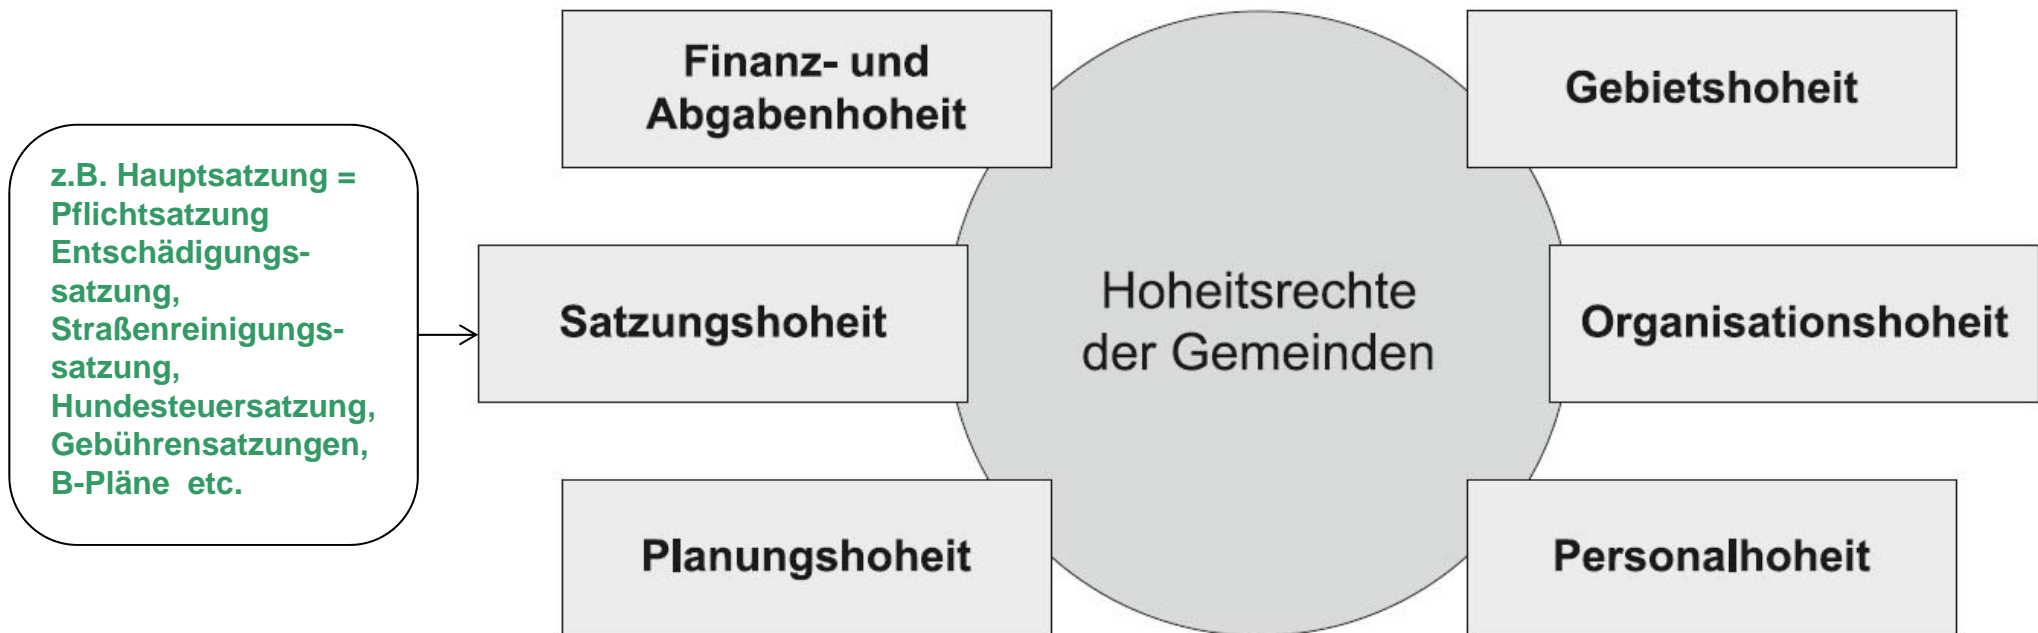 Finanz- und
Abgabenhoheit
Gebietshoheit
z.B. Hauptsatzung =
Pflichtsatzung
Entschädigungs-
satzung,
Straßenreinigungs-
satzung,
Hundesteuersatzung,
Gebührensatzungen,
B-Pläne etc.
Satzungshoheit
Hoheitsrechte
der Gemeinden
Organisationshoheit
Planungshoheit
Personalhoheit